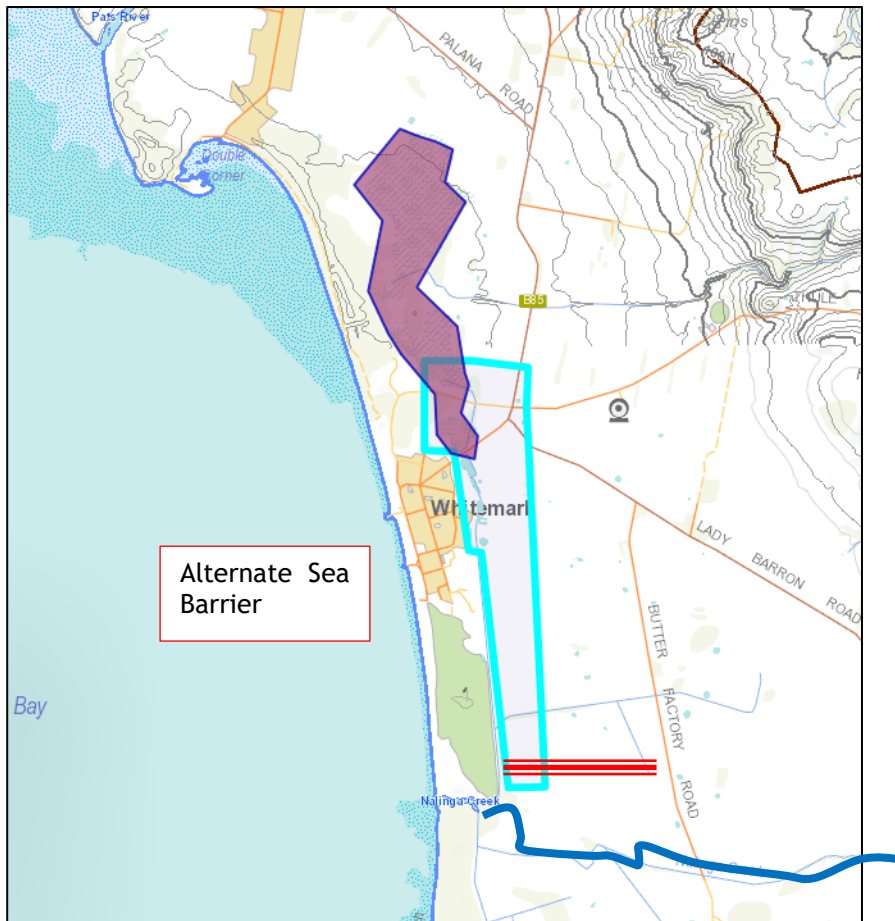 Pats River
PALANA
ROAD
Double
Corner
B85
Whitemark
LADY
BARRON
ROAD
Alternate Sea
Barrier
BUTTER
FACTORY
ROAD
Bay
Nalinga Creek